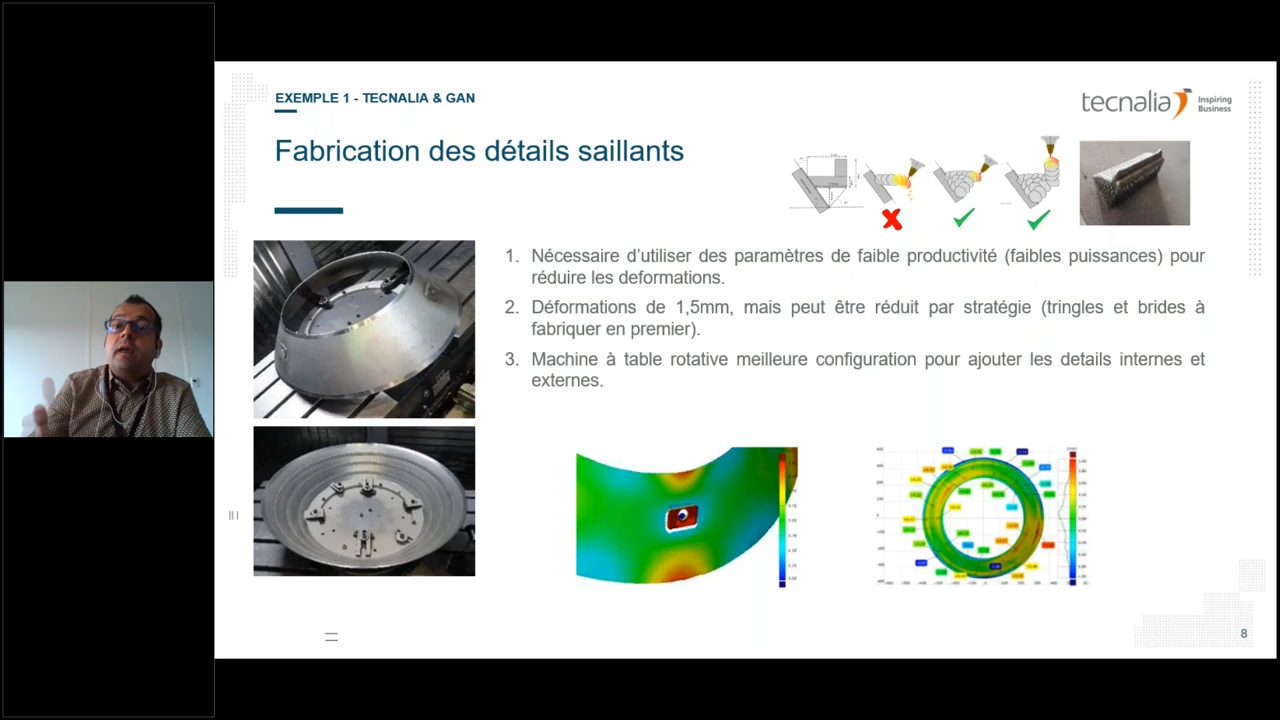 EXEMPLE 1 - TECNALIA & GAN
tecnalia Inspiring
Business
Fabrication des détails saillants
1. Nécessaire d'utiliser des paramètres de faible productivité (faibles puissances) pour
réduire les deformations.
2. Déformations de 1,5mm, mais peut être réduit par stratégie (tringles et brides à
fabriquer en premier).
3. Machine à table rotative meilleure configuration pour ajouter les details internes et
externes.
8